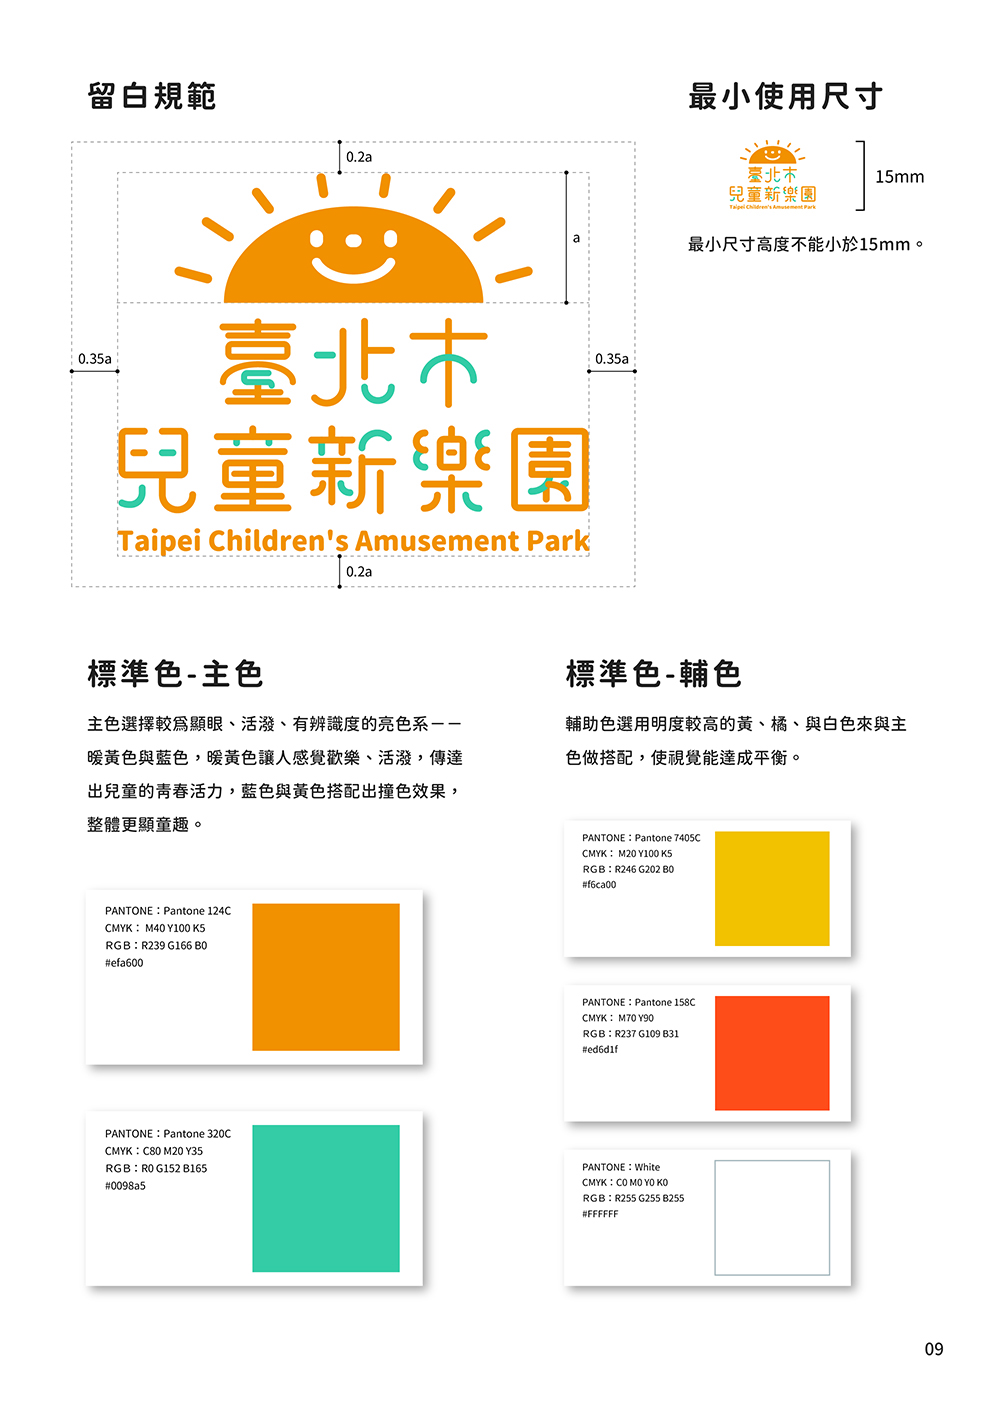 留白規範
0.2a
a
0.35a
0.35a
臺北市
兒童新樂園
Taipei Children's Amusement Park
0.2a
最小使用尺寸
臺北市
兒童新樂園
Taipei Children's Amusement Park
15mm
最小尺寸高度不能小於15mm。
標準色-主色
主色選擇較為顯眼、活潑、有辨識度的亮色系－－
暖黃色與藍色，暖黃色讓人感覺歡樂、活潑，傳達
出兒童的青春活力，藍色與黃色搭配出撞色效果，
整體更顯童趣。
PANTONE：Pantone 124C
CMYK： M40 Y100 K5
RGB：R239 G166 B0
#efa600
PANTONE：Pantone 320C
CMYK：C80 M20 Y35
RGB：R0 G152 B165
#0098a5
標準色-輔色
輔助色選用明度較高的黃、橘、與白色來與主
色做搭配，使視覺能達成平衡。
PANTONE：Pantone 7405C
CMYK： M20 Y100 K5
RGB：R246 G202 B0
#f6ca00
PANTONE：Pantone 158C
CMYK： M70 Y90
RGB：R237 G109 B31
#ed6d1f
PANTONE：White
CMYK：C0 M0 Y0 K0
RGB：R255 G255 B255
#FFFFFF
09